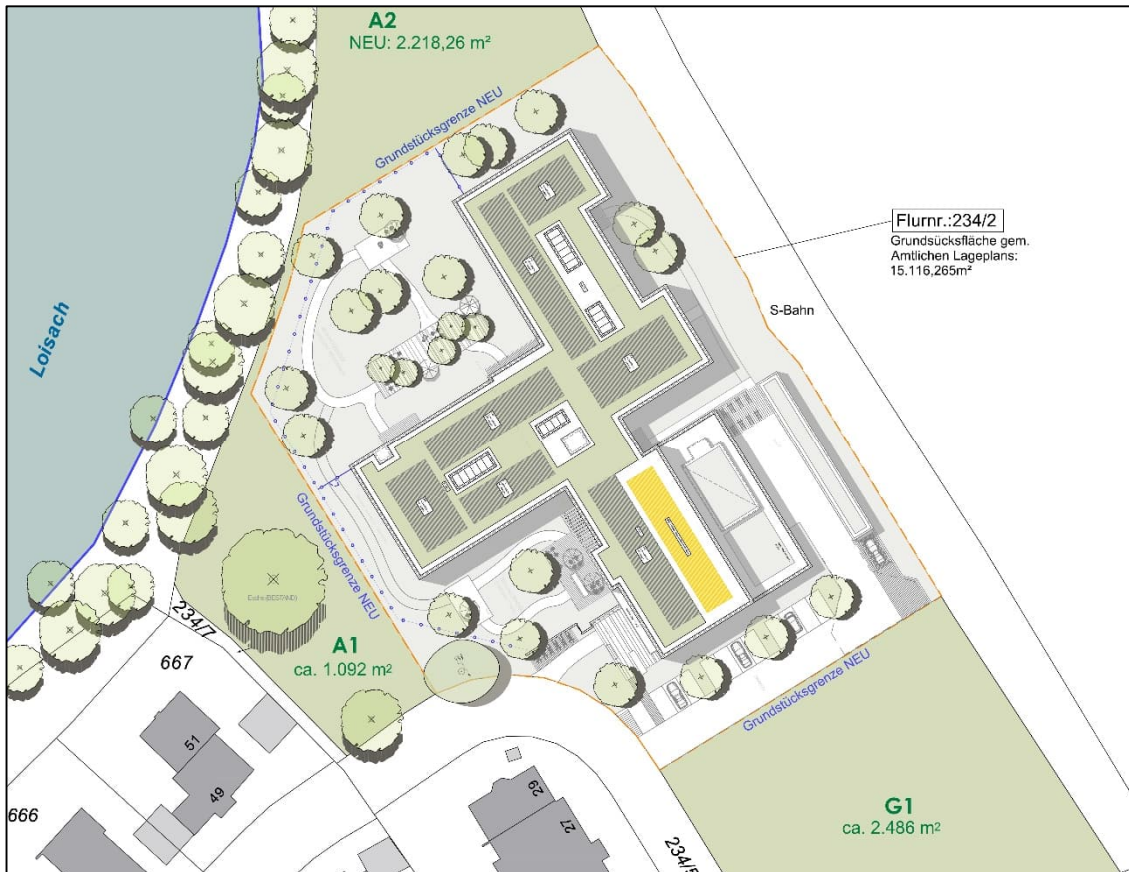 A2
NEU: 2.218,26 m²
Grundstücksgrenze NEU
Flurnr.:234/2
Grundsücksfläche gem.
Amtlichen Lageplans:
15.116,265m²
S-Bahn
Loisach
Grundstücksgrenze NEU
234/7
667
A1
ca. 1.092 m²
Grundstücksgrenze NEU
51
49
29
27
666
G1
ca. 2.486 m²